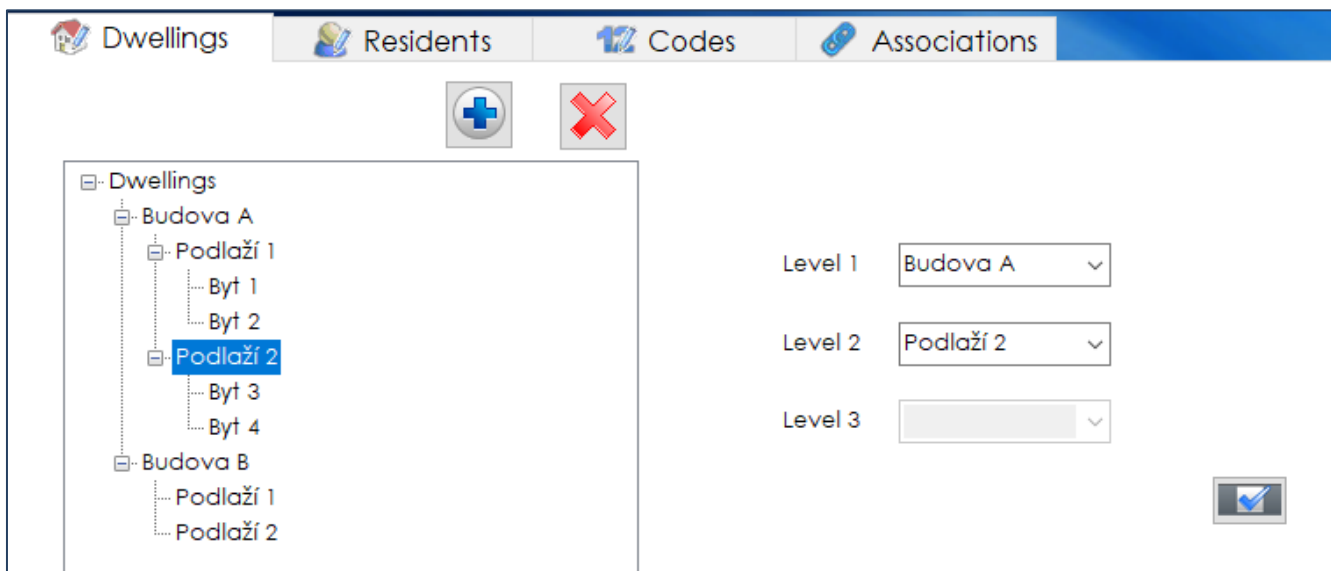 Dwellings Residents Codes Associations
Dwellings
Budova A
Podlaží 1
Byt 1
Byt 2
Podlaží 2
Byt 3
Byt 4
Budova B
Podlaží 1
Podlaží 2
Level 1 Budova A
Level 2 Podlaží 2
Level 3